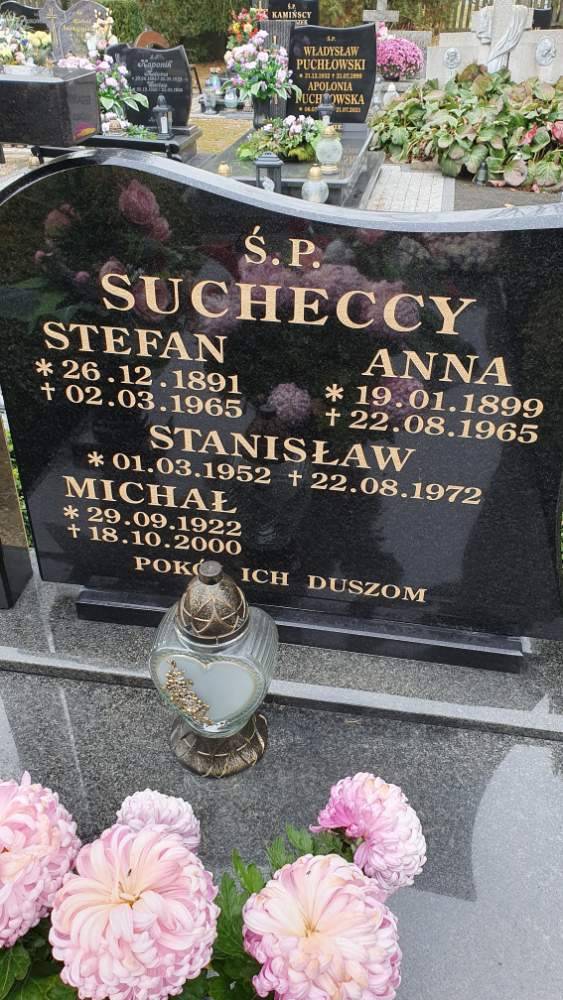 Ś.P.
KAMIŃSCY
Ś.P.
WŁADYSŁAW
PUCHŁOWSKI
APOLONIA
Kaponik
Ś.P.
SUCHECCY
STEFAN
* 26.12.1891
† 02.03.1965
ANNA
* 19.01.1899
† 22.08.1965
STANISŁAW
* 01.03.1952 † 22.08.1972
MICHAŁ
* 29.09.1922
† 18.10.2000
ICH DUSZOM